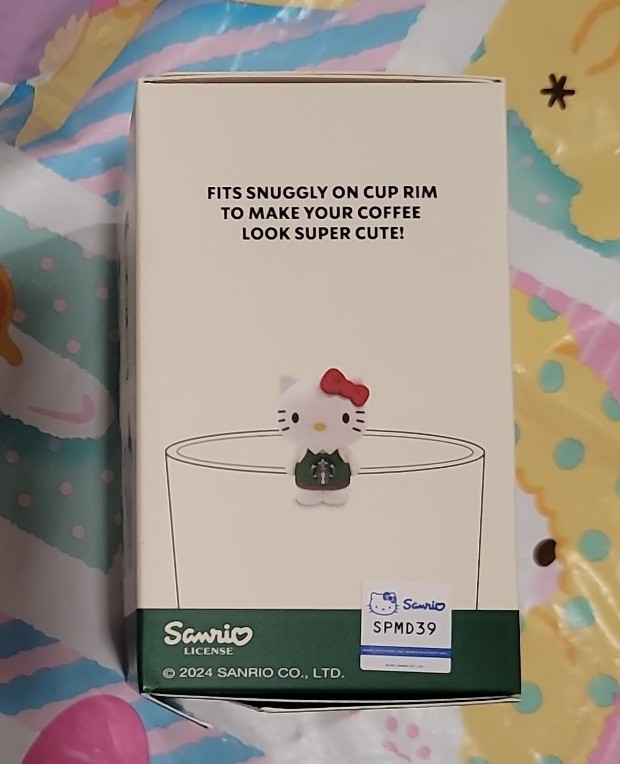 FITS SNUGGLY ON CUP RIM
TO MAKE YOUR COFFEE
LOOK SUPER CUTE!
Sanrio
SPMD39
Sanrio
LICENSE
© 2024 SANRIO CO., LTD.